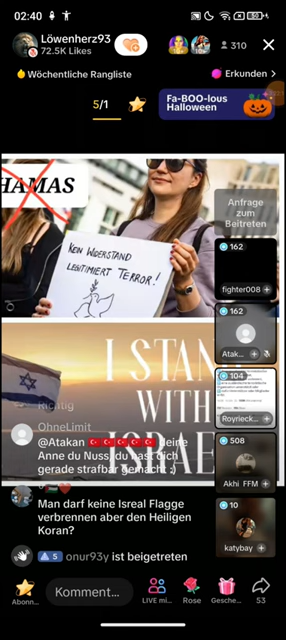 02:40
Löwenherz93
72.5K Likes
310
Wöchentliche Rangliste
Erkunden >
5/1
Fa-BOO-lous
Halloween
HAMAS
KEIN WIDERSTAND
LEGITIMIERT TERROR!
Anfrage
zum
Beitreten
162
fighter008
162
Atak...
104
Royrieck...
508
Akhi FFM
10
katybay
I STAN
WITH
Richtig
OhneLimit
@Atakan 🇹🇷🇹🇷🇹🇷🇹🇷🇹🇷 deine
Anne du Nuss, du hast dich
gerade strafbar gemacht ;)
🇵🇸❤️
Man darf keine Isreal Flagge
verbrennen aber den Heiligen
Koran?
5 onur93y ist beigetreten
Abonn...
Kommentar...
LIVE mi...
Rose
Gesche...
53